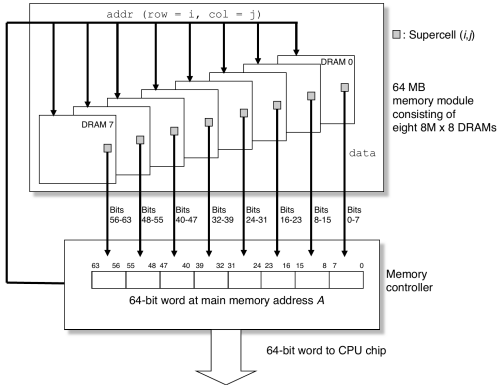 addr (row = i, col = j)
: Supercell (i,j)
DRAM 0
64 MB
memory module
consisting of
eight 8M x 8 DRAMs
DRAM 7
data
Bits
56-63
Bits
48-55
Bits
40-47
Bits
32-39
Bits
24-31
Bits
16-23
Bits
8-15
Bits
0-7
63 56 55 48 47 40 39 32 31 24 23 16 15 8 7 0
64-bit word at main memory address A
Memory
controller
64-bit word to CPU chip